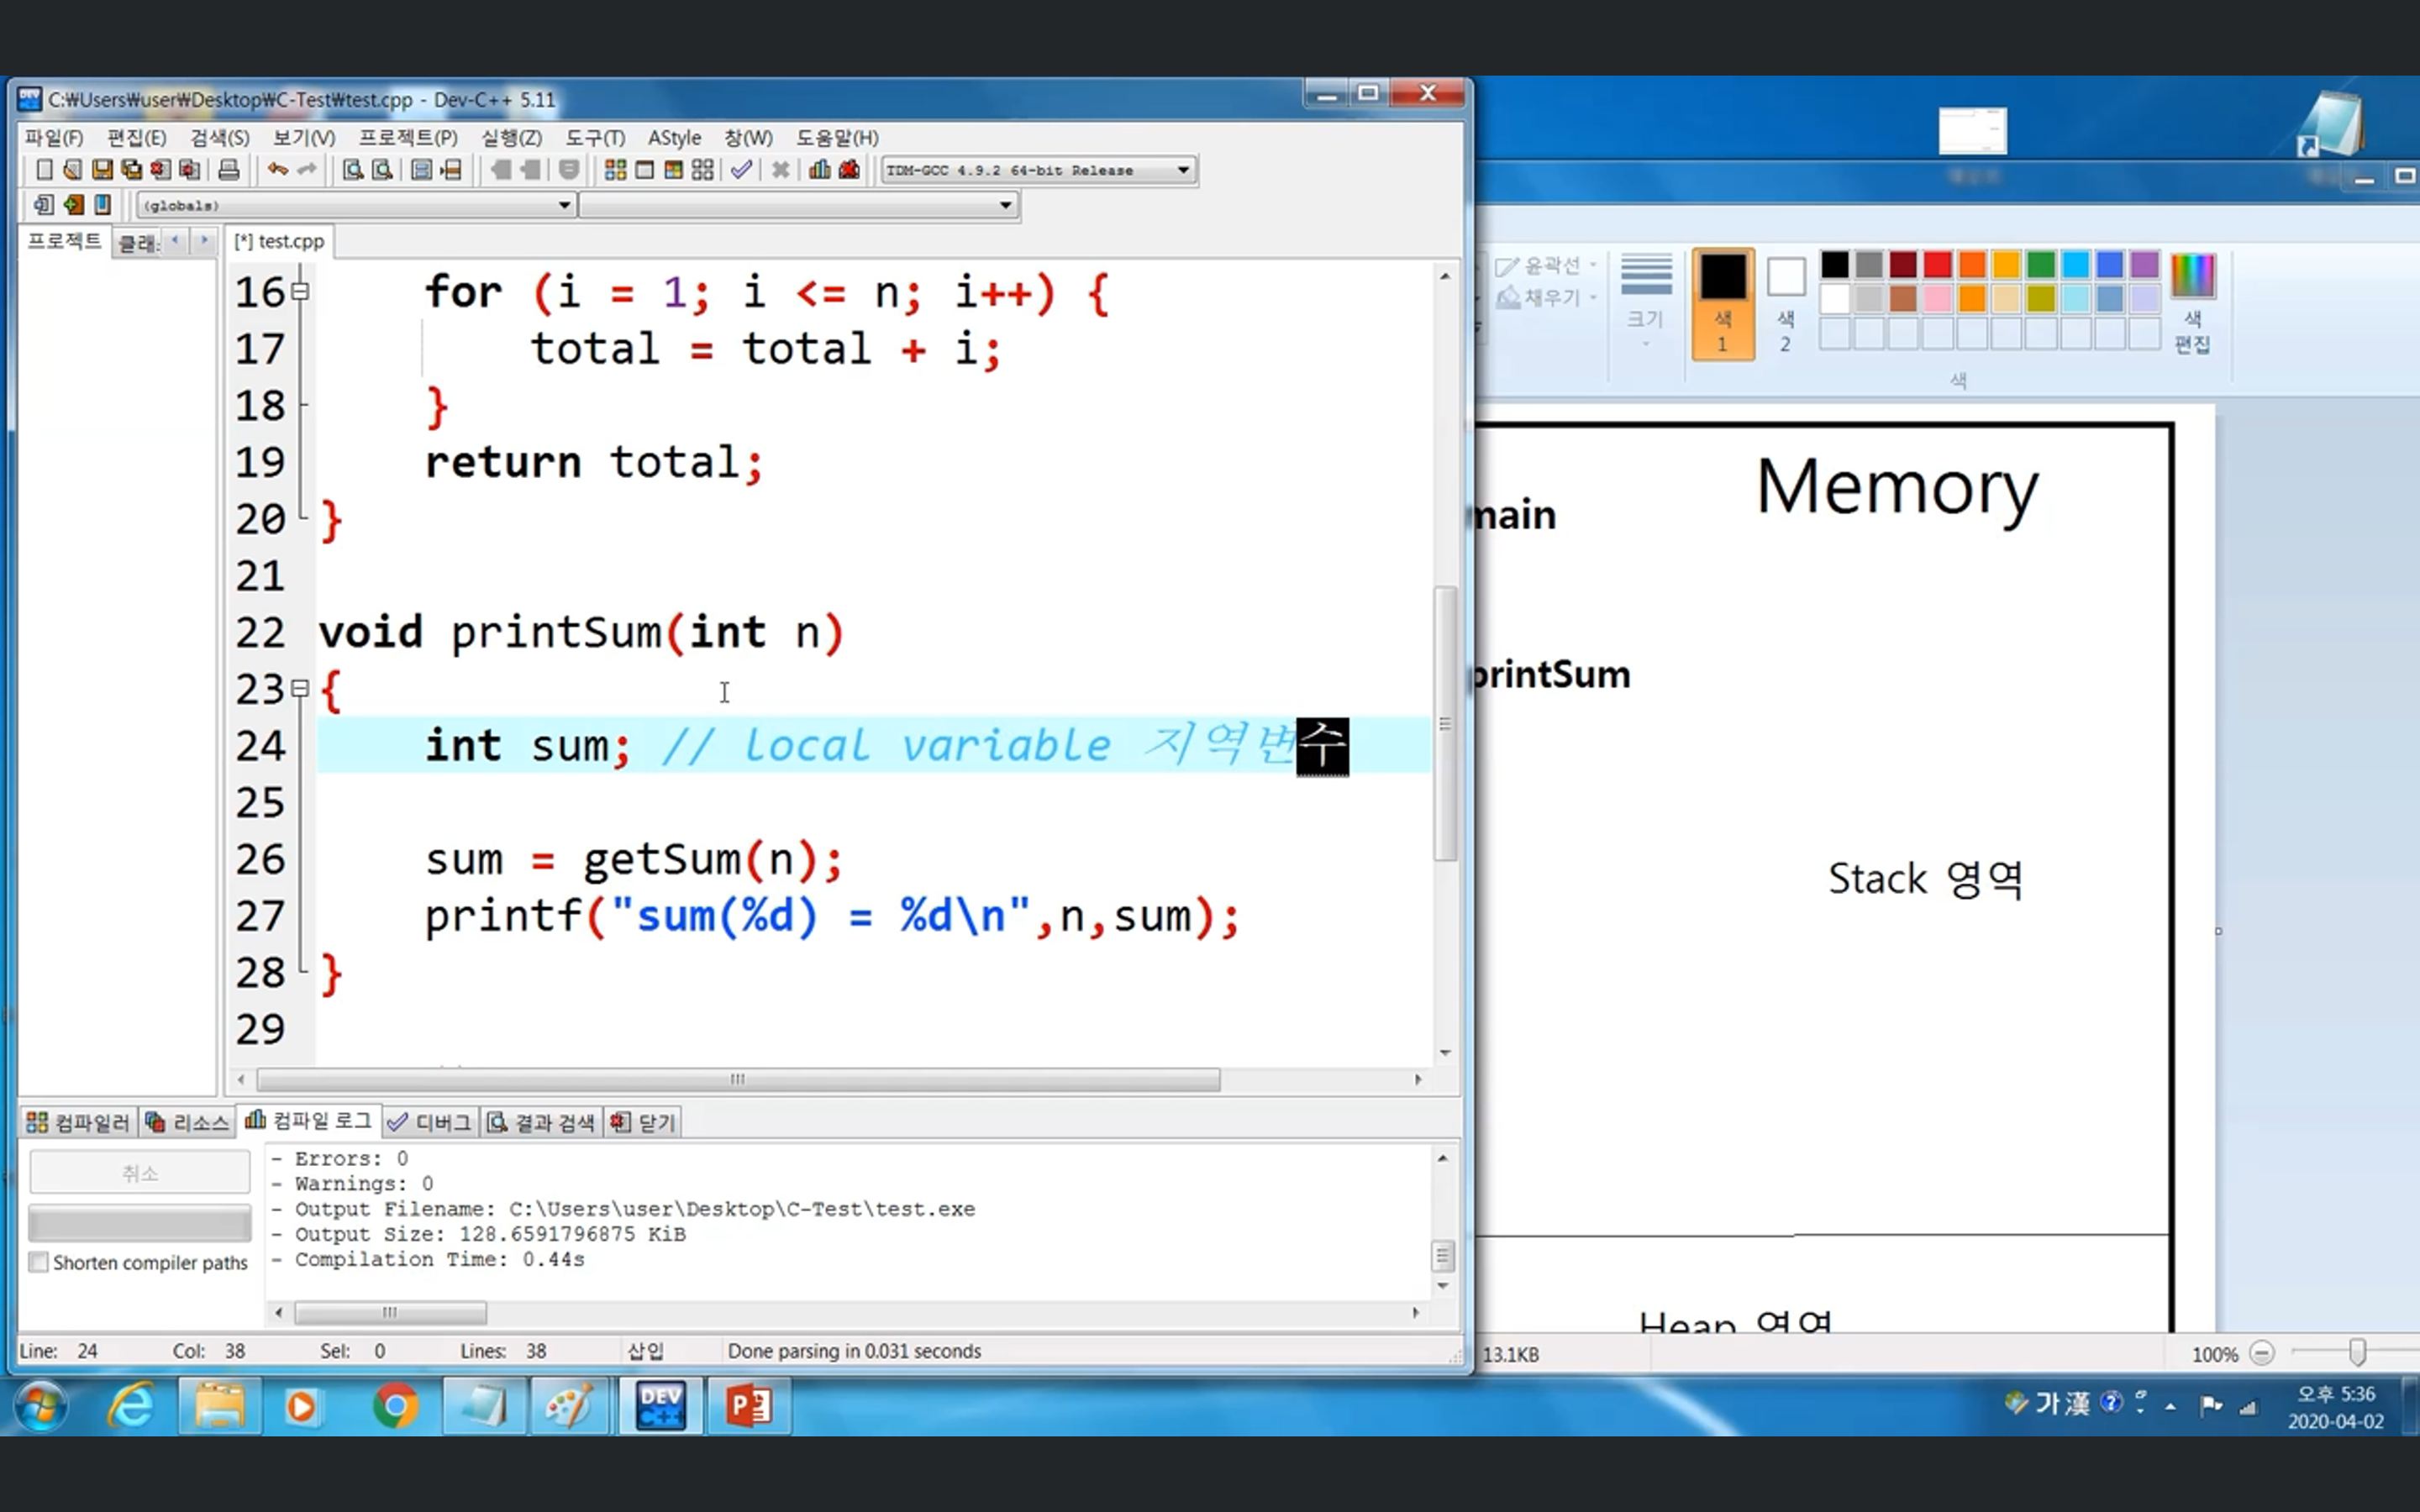 C:₩Users₩user₩Desktop₩C-Test₩test.cpp - Dev-C++ 5.11
파일(F) 편집(E) 검색(S) 보기(V) 프로젝트(P) 실행(Z) 도구(T) AStyle 창(W) 도움말(H)
TDM-GCC 4.9.2 64-bit Release
(globals)
프로젝트 클래: [*] test.cpp
16 for (i = 1; i <= n; i++) {
17 total = total + i;
18 }
19 return total;
20 }
21
22 void printSum(int n)
23 {
24 int sum; // local variable 지역변수
25
26 sum = getSum(n);
27 printf("sum(%d) = %d\n",n,sum);
28 }
29
컴파일러 리소스 컴파일 로그 디버그 결과 검색 닫기
취소
Shorten compiler paths
- Errors: 0
- Warnings: 0
- Output Filename: C:\Users\user\Desktop\C-Test\test.exe
- Output Size: 128.6591796875 KiB
- Compilation Time: 0.44s
Line: 24 Col: 38 Sel: 0 Lines: 38 삽입 Done parsing in 0.031 seconds
윤곽선
채우기
크기
색
1
색
2
색
편집
색
Memory
main
printSum
Stack 영역
Heap 영역
13.1KB
100%
DEV
C++
가 漢
오후 5:36
2020-04-02